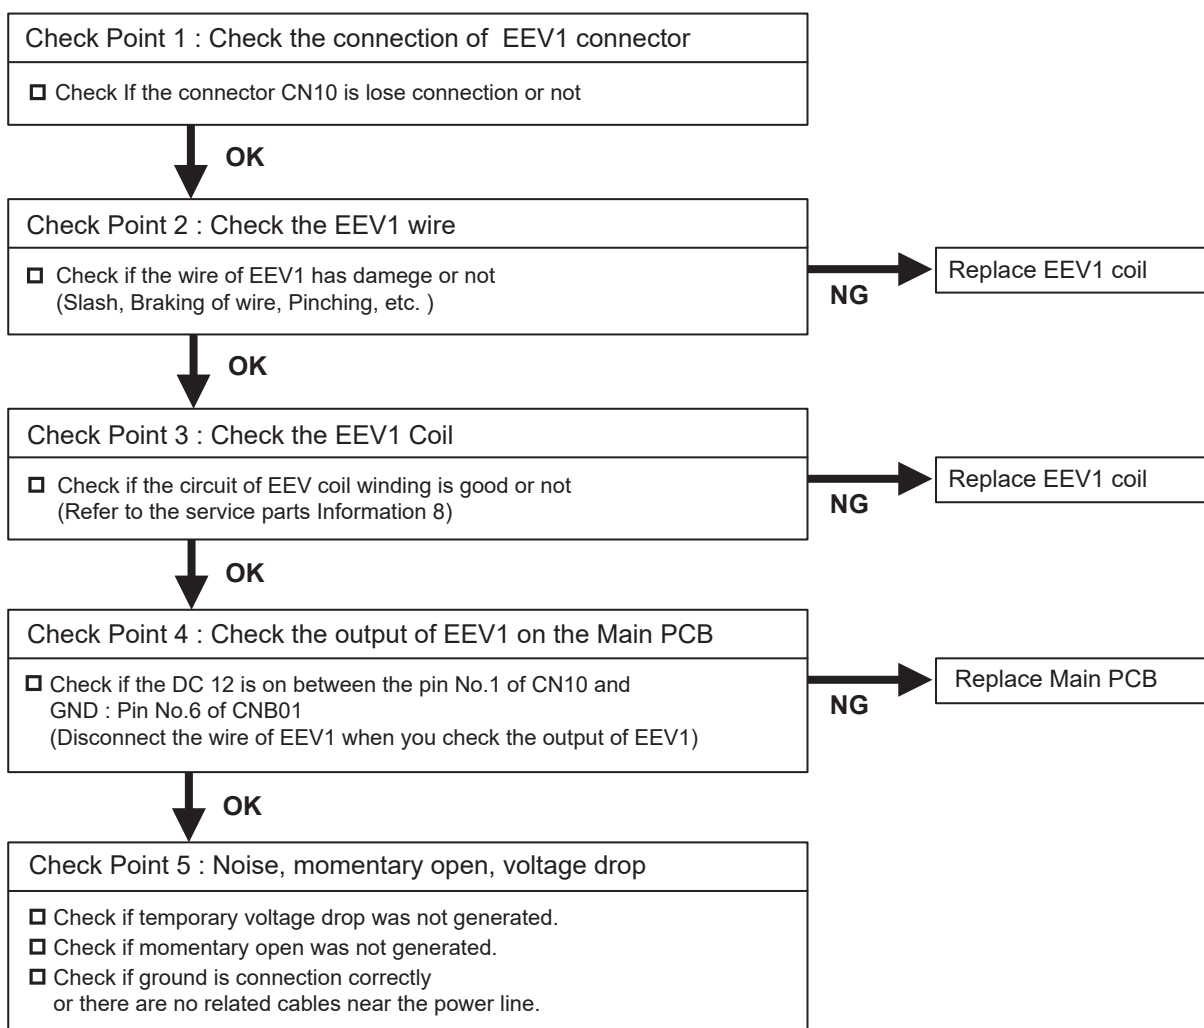 Check Point 1 : Check the connection of EEV1 connector
Check If the connector CN10 is lose connection or not
OK
Check Point 2 : Check the EEV1 wire
Check if the wire of EEV1 has damege or not
(Slash, Braking of wire, Pinching, etc. )
NG
Replace EEV1 coil
OK
Check Point 3 : Check the EEV1 Coil
Check if the circuit of EEV coil winding is good or not
(Refer to the service parts Information 8)
NG
Replace EEV1 coil
OK
Check Point 4 : Check the output of EEV1 on the Main PCB
Check if the DC 12 is on between the pin No.1 of CN10 and
GND : Pin No.6 of CNB01
(Disconnect the wire of EEV1 when you check the output of EEV1)
NG
Replace Main PCB
OK
Check Point 5 : Noise, momentary open, voltage drop
Check if temporary voltage drop was not generated.
Check if momentary open was not generated.
Check if ground is connection correctly
or there are no related cables near the power line.